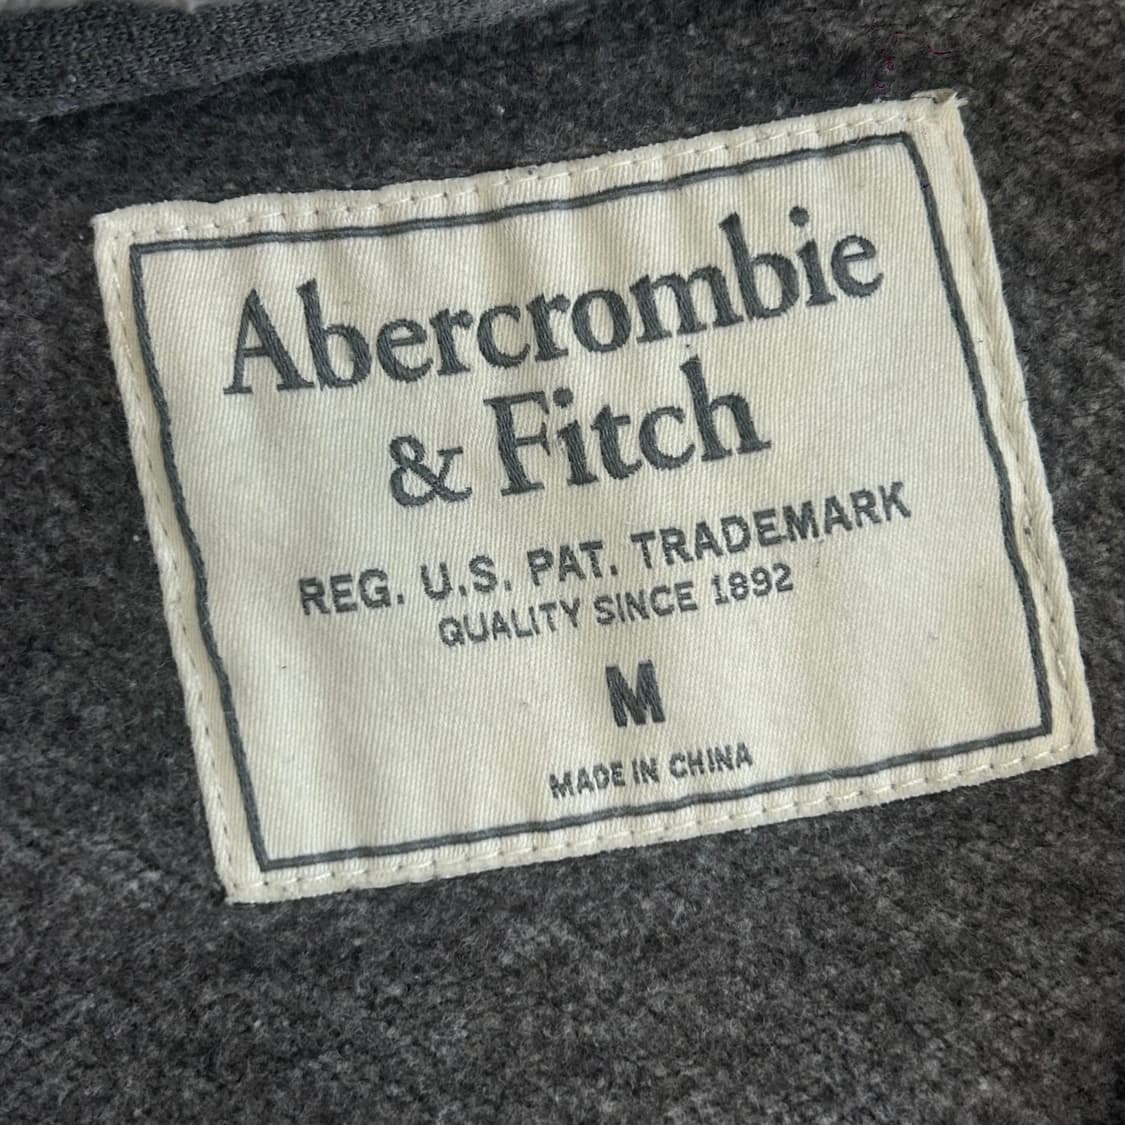 Abercrombie
& Fitch
REG. U.S. PAT. TRADEMARK
QUALITY SINCE 1892
M
MADE IN CHINA